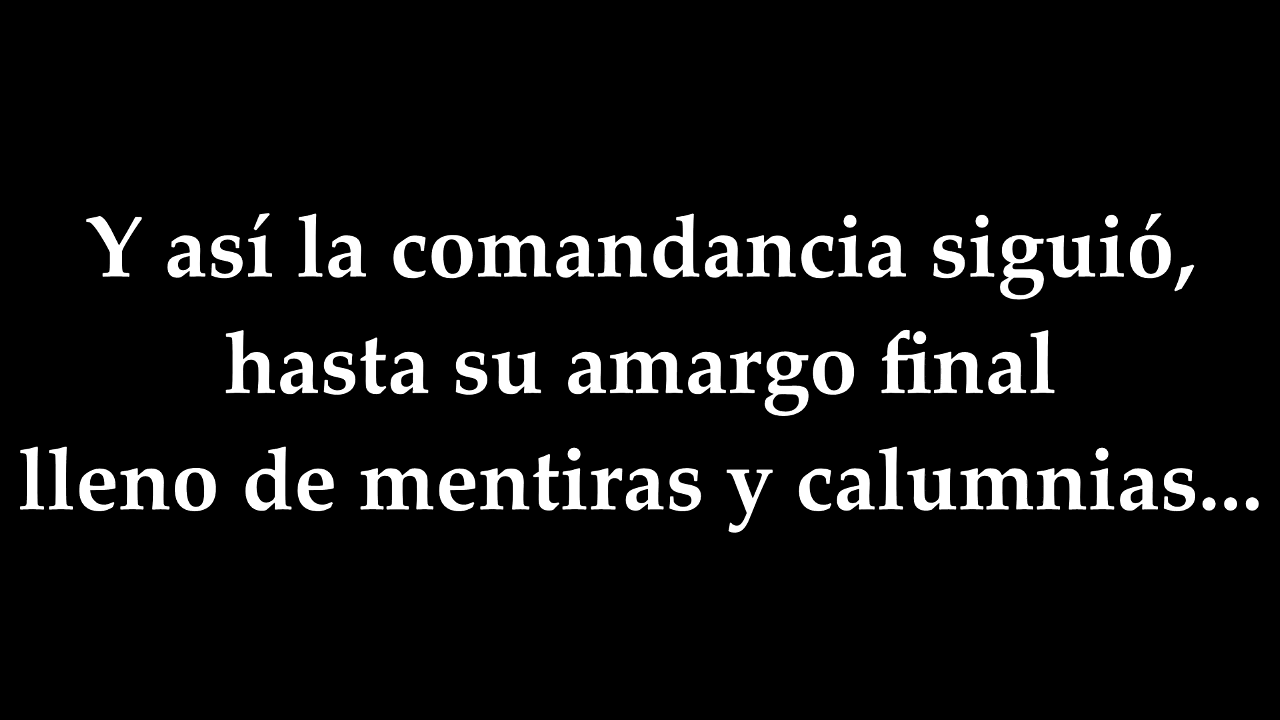 Y así la comandancia siguió,
hasta su amargo final
lleno de mentiras y calumnias...